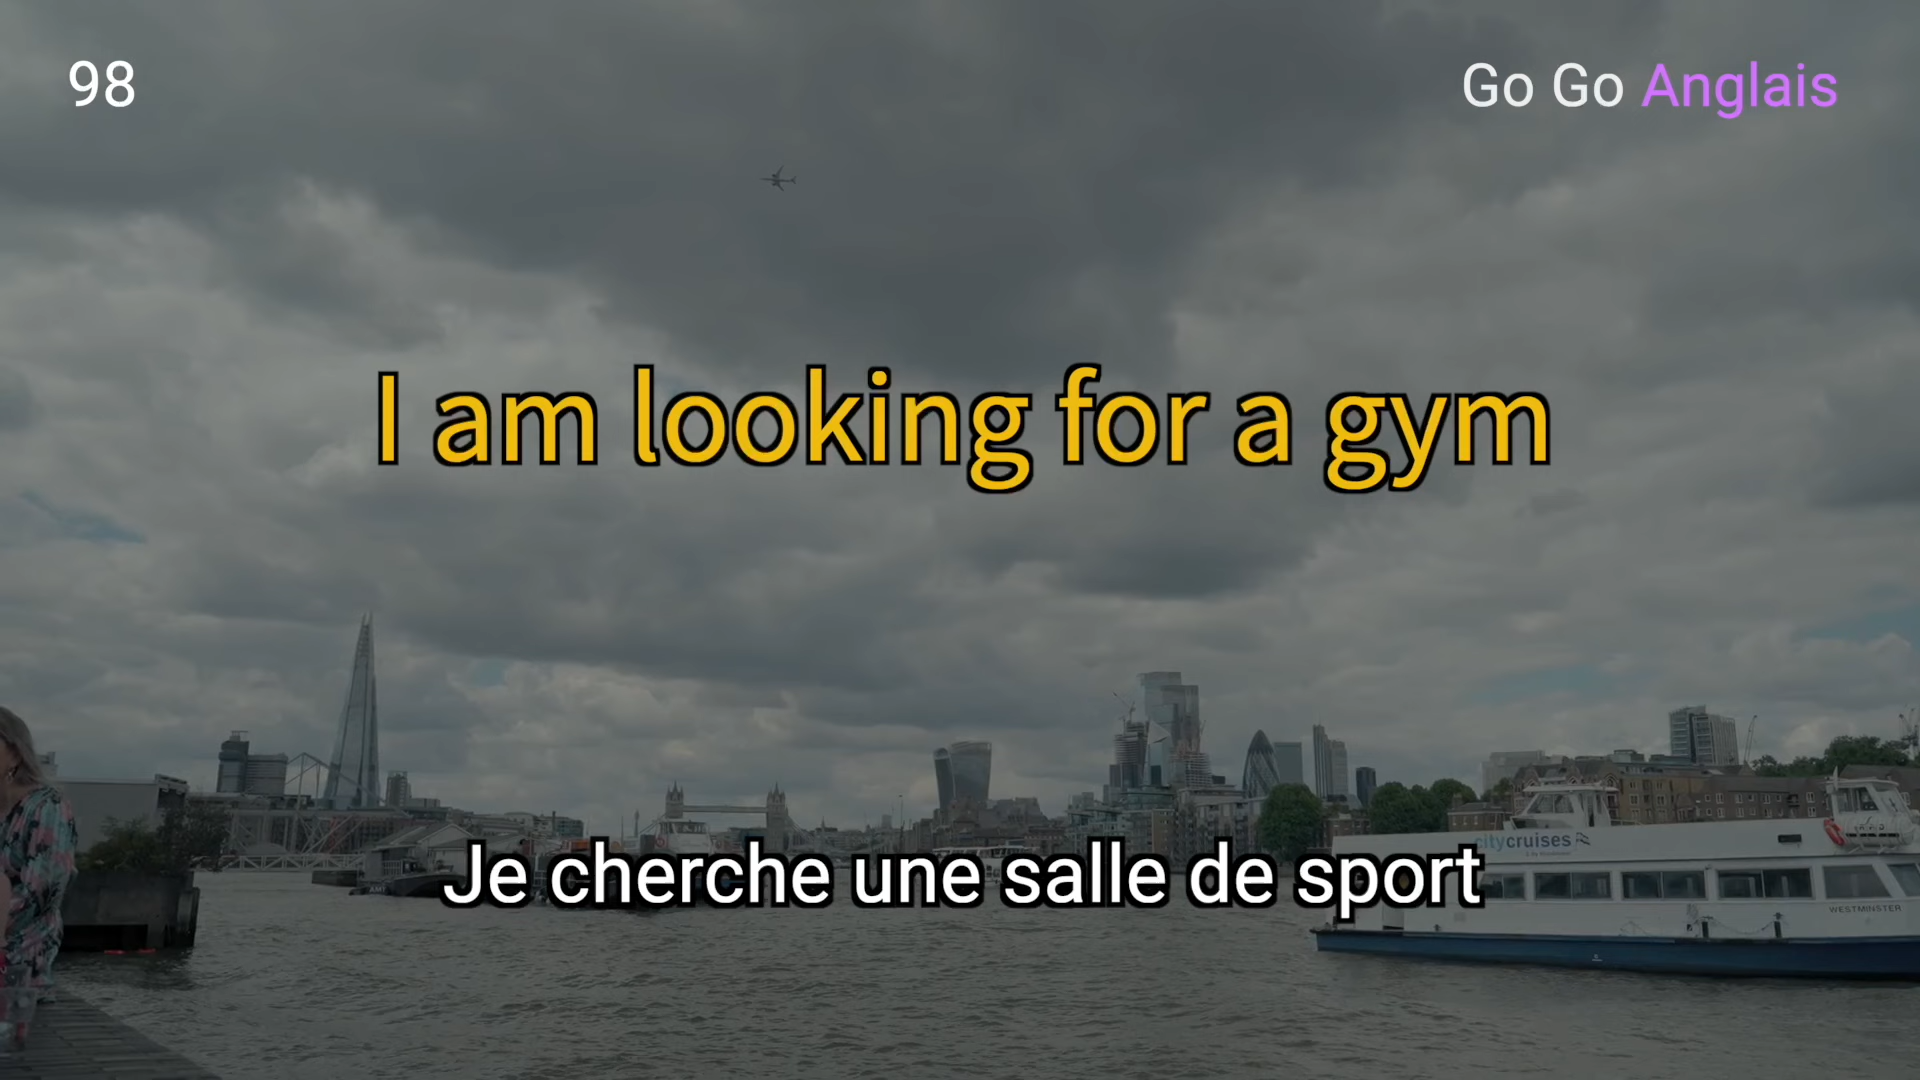 98
Go Go Anglais
I am looking for a gym
citycruises
Je cherche une salle de sport
WESTMINSTER